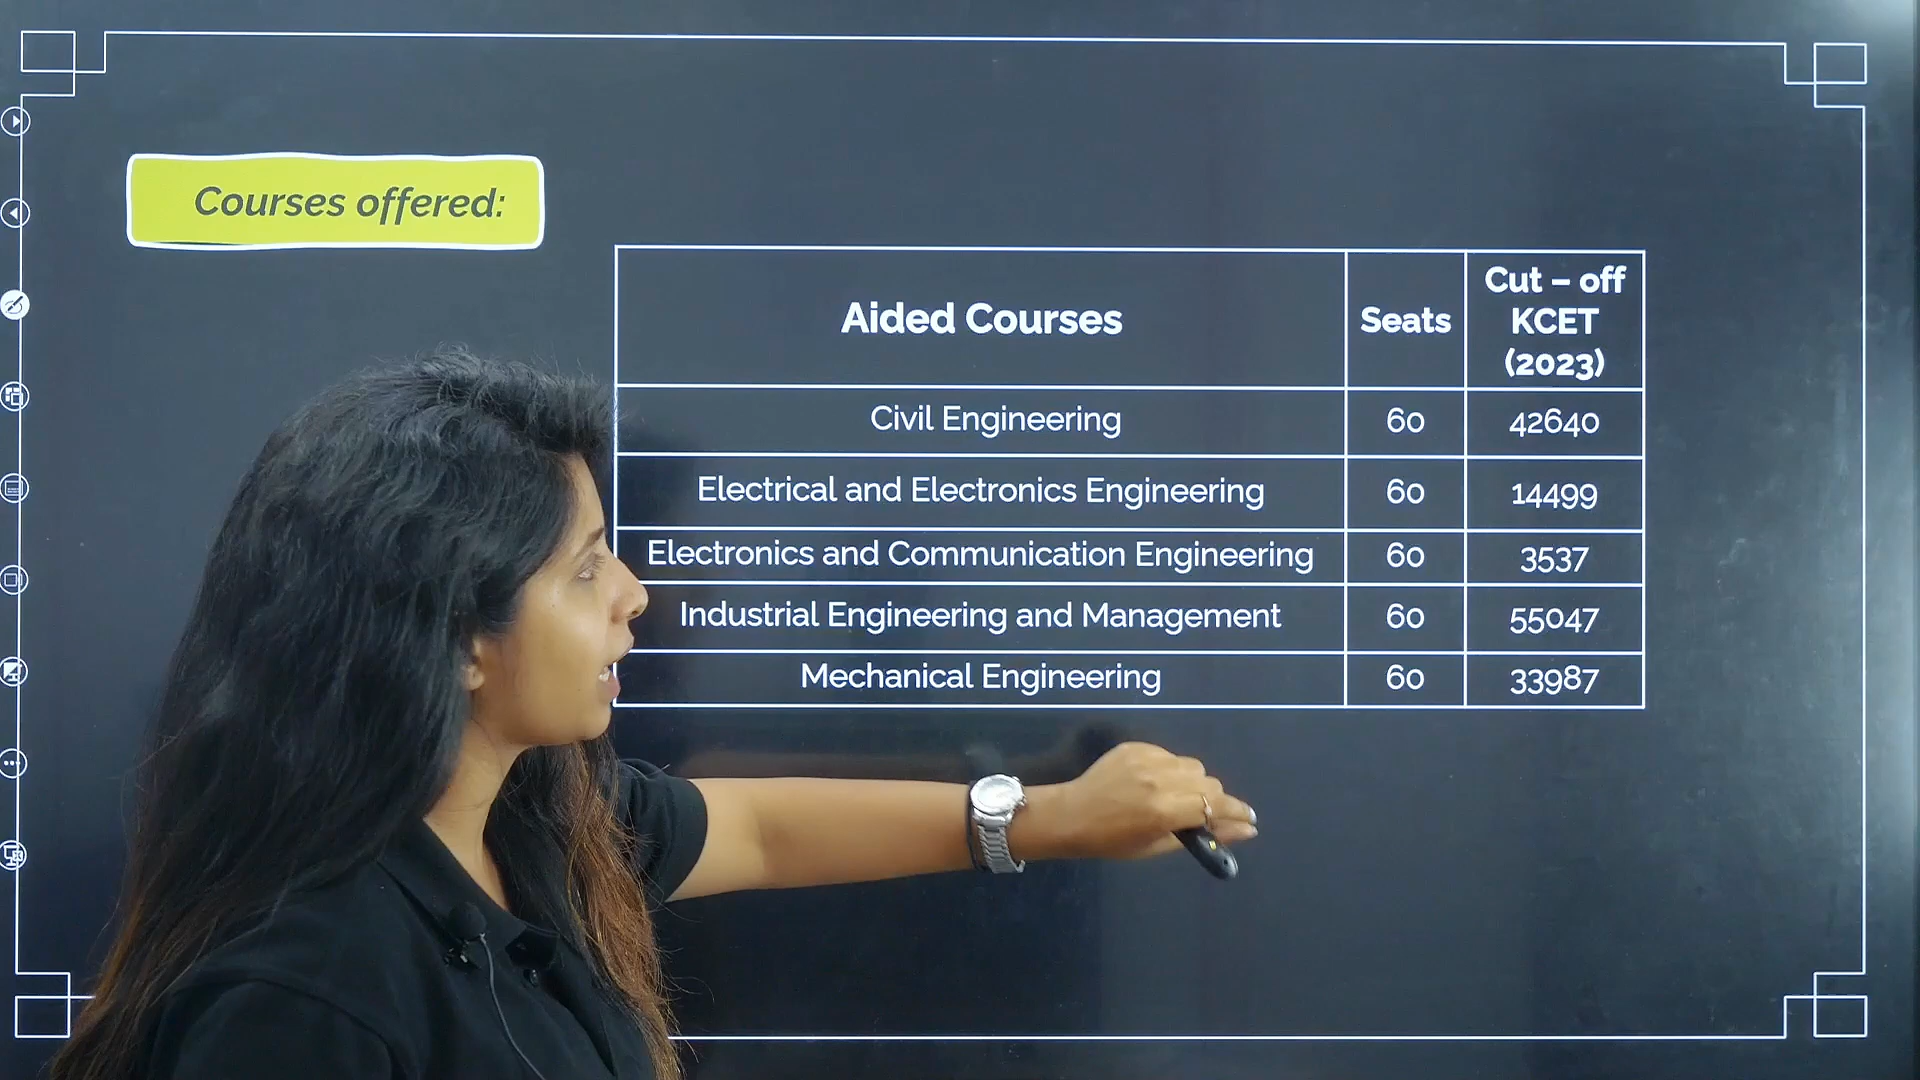 Courses offered:
Aided Courses Seats Cut – off KCET (2023)
Civil Engineering 60 42640
Electrical and Electronics Engineering 60 14499
Electronics and Communication Engineering 60 3537
Industrial Engineering and Management 60 55047
Mechanical Engineering 60 33987